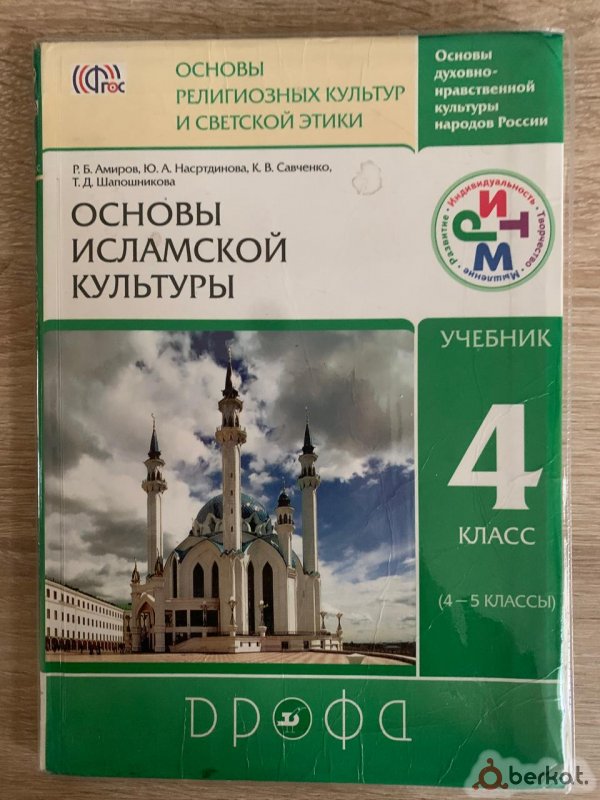 ФГОС
ОСНОВЫ
РЕЛИГИОЗНЫХ КУЛЬТУР
И СВЕТСКОЙ ЭТИКИ
Основы
духовно-
нравственной
культуры
народов России
Р. Б. Амиров, Ю. А. Насртдинова, К. В. Савченко,
Т. Д. Шапошникова
ОСНОВЫ
ИСЛАМСКОЙ
КУЛЬТУРЫ
РИТМ
Развитие • Индивидуальность • Творчество • Мышление
УЧЕБНИК
4
КЛАСС
(4 – 5 КЛАССЫ)
ДРОФА
berkat.